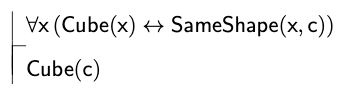 ∀x (Cube(x) ↔ SameShape(x, c))
Cube(c)